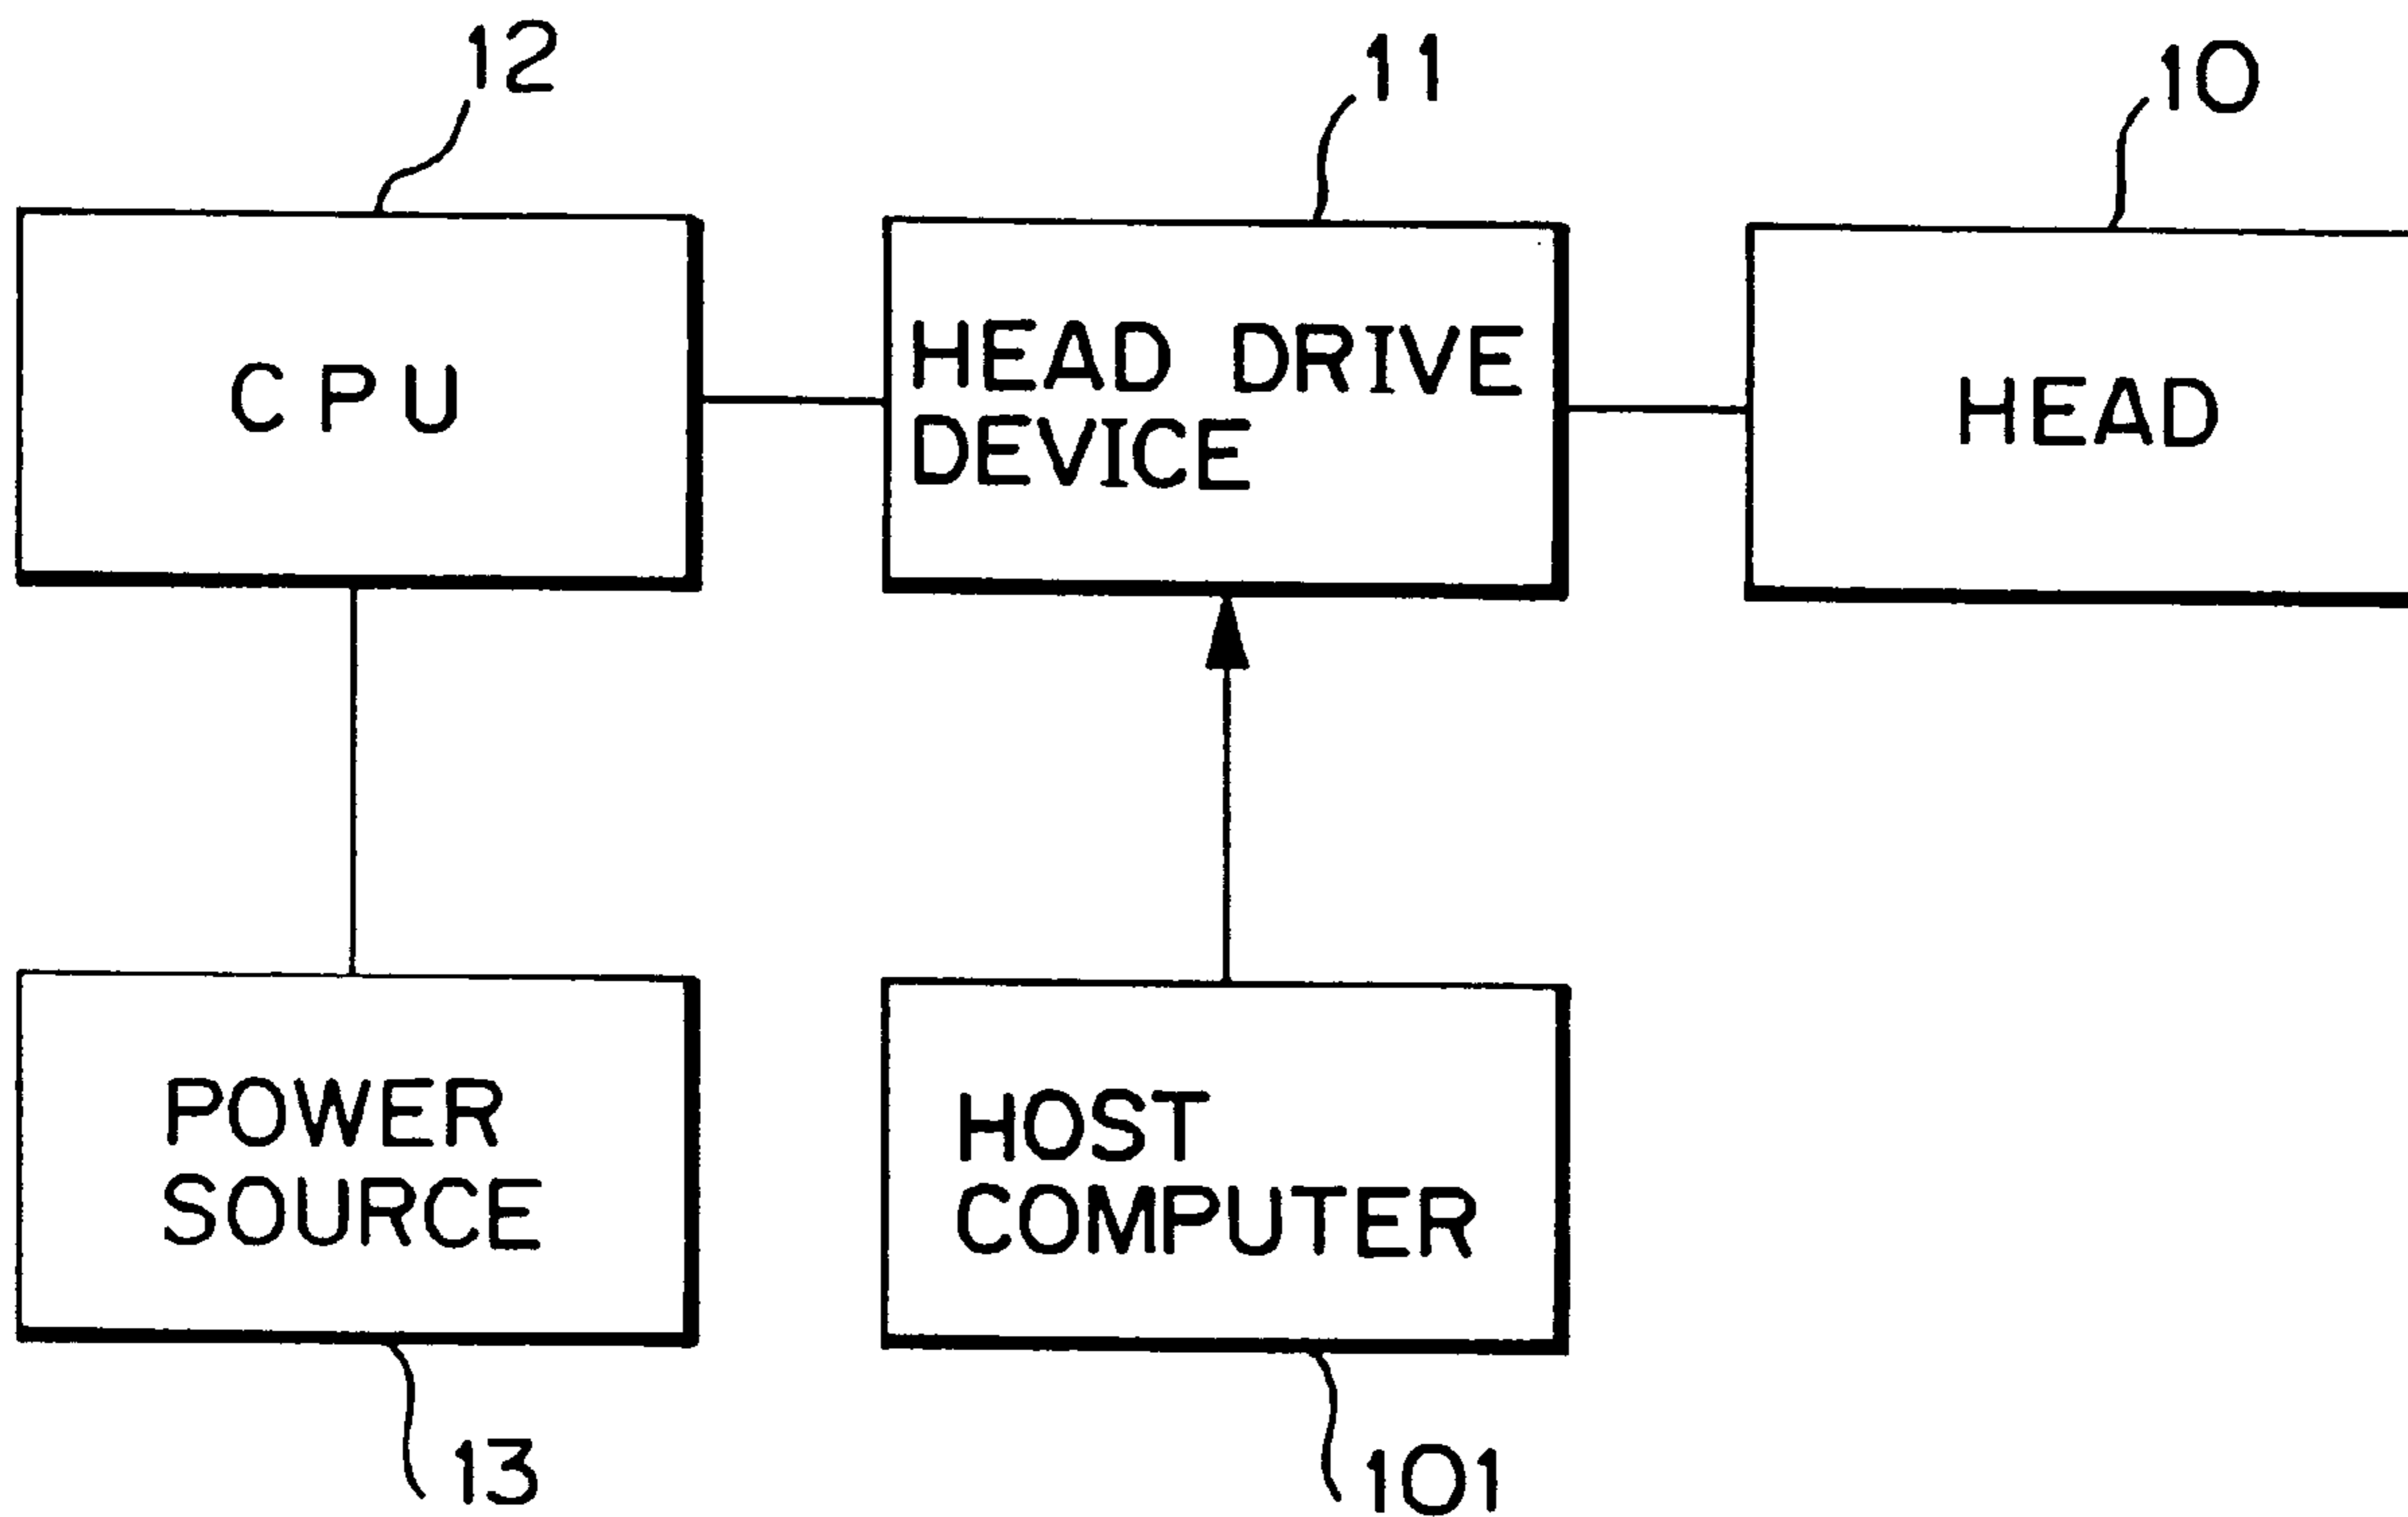 12
11
10
CPU
HEAD DRIVE
DEVICE
HEAD
POWER
SOURCE
HOST
COMPUTER
13
101